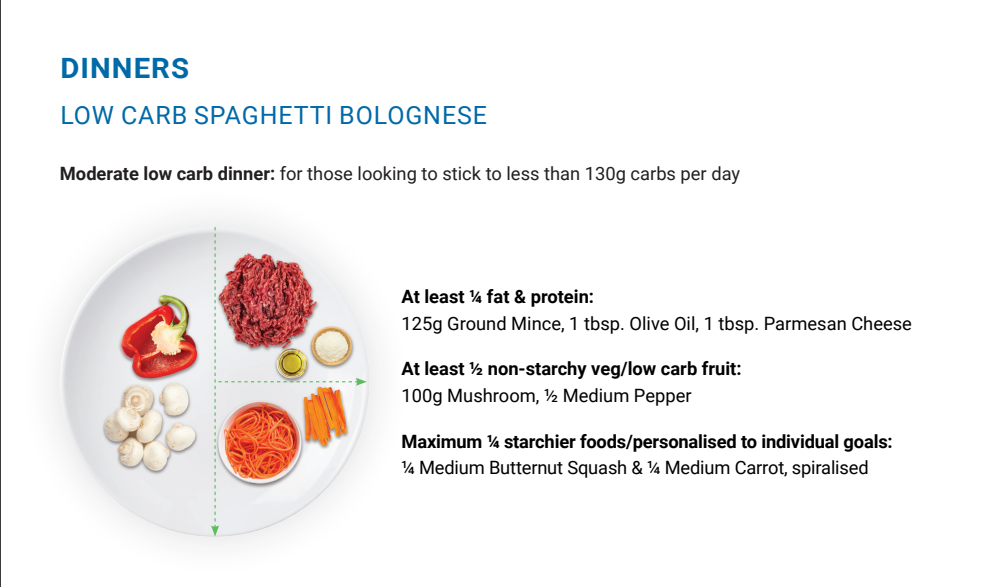 DINNERS
LOW CARB SPAGHETTI BOLOGNESE
Moderate low carb dinner: for those looking to stick to less than 130g carbs per day
At least ¼ fat & protein:
125g Ground Mince, 1 tbsp. Olive Oil, 1 tbsp. Parmesan Cheese
At least ½ non-starchy veg/low carb fruit:
100g Mushroom, ½ Medium Pepper
Maximum ¼ starchier foods/personalised to individual goals:
¼ Medium Butternut Squash & ¼ Medium Carrot, spiralised